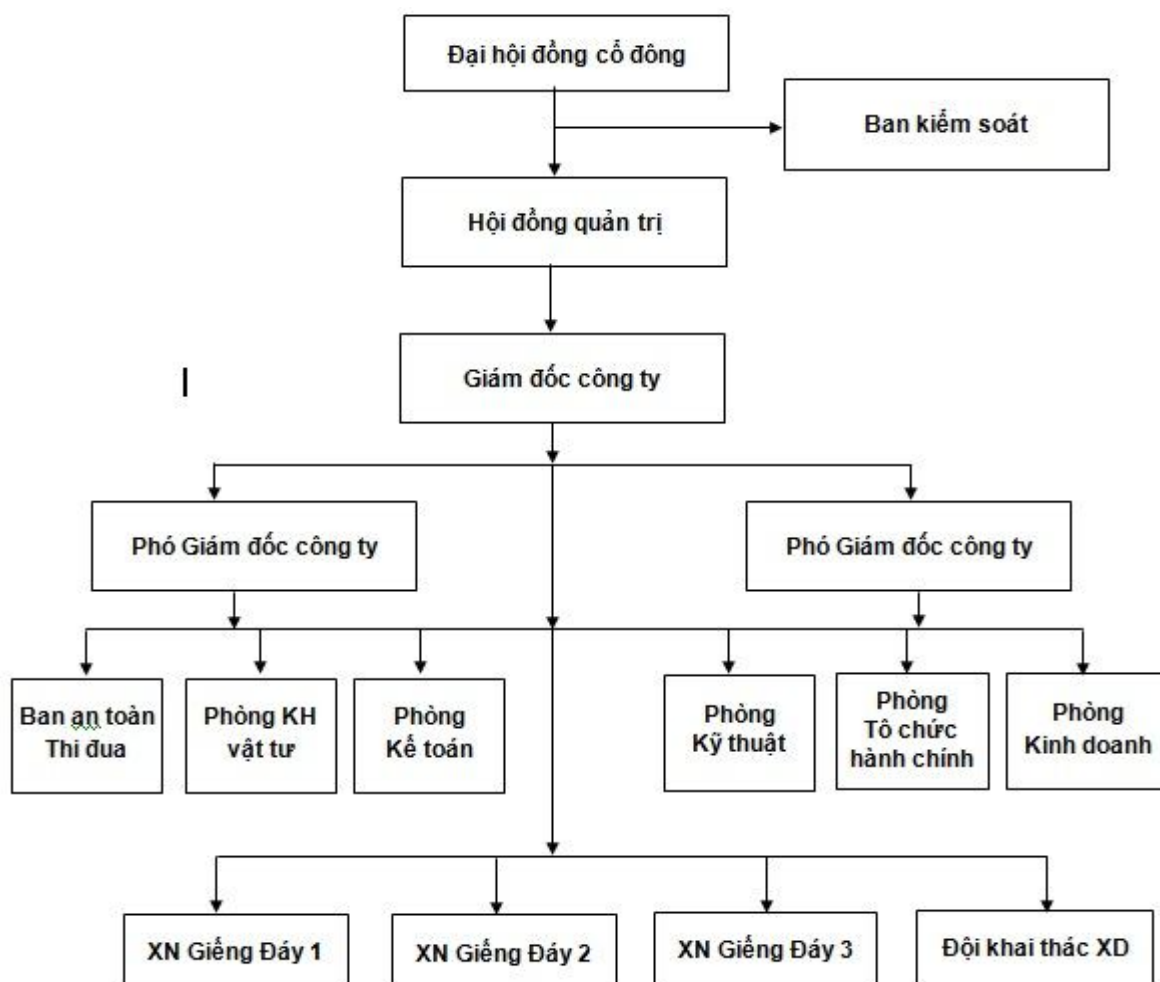 Đại hội đồng cổ đông
Ban kiểm soát
Hội đồng quản trị
Giám đốc công ty
Phó Giám đốc công ty
Phó Giám đốc công ty
Ban an toàn
Thi đua
Phòng KH
vật tư
Phòng
Kế toán
Phòng
Kỹ thuật
Phòng
Tô chức
hành chính
Phòng
Kinh doanh
XN Giếng Đáy 1
XN Giếng Đáy 2
XN Giếng Đáy 3
Đội khai thác XD